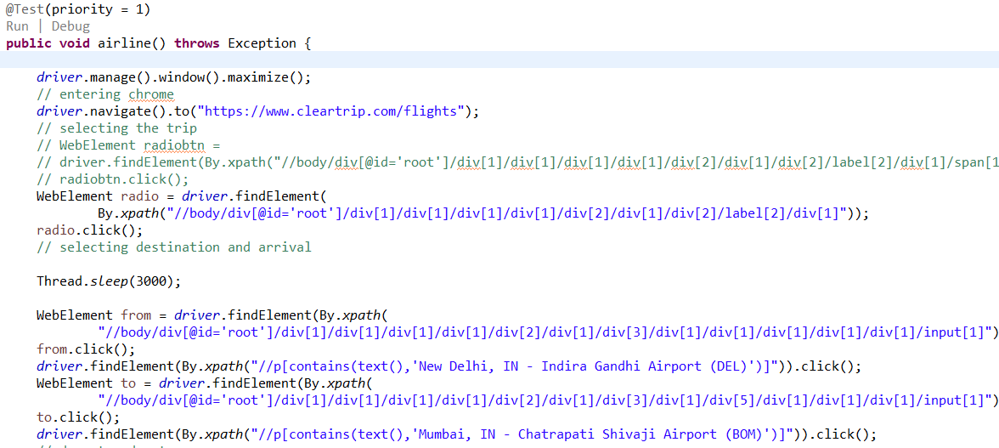 @Test(priority = 1)
Run | Debug
public void airline() throws Exception {
driver.manage().window().maximize();
// entering chrome
driver.navigate().to("https://www.cleartrip.com/flights");
// selecting the trip
// WebElement radiobtn =
// driver.findElement(By.xpath("//body/div[@id='root']/div[1]/div[1]/div[1]/div[1]/div[2]/div[1]/div[2]/label[2]/div[1]/span[1
// radiobtn.click();
WebElement radio = driver.findElement(
By.xpath("//body/div[@id='root']/div[1]/div[1]/div[1]/div[1]/div[2]/div[1]/div[2]/label[2]/div[1]"));
radio.click();
// selecting destination and arrival
Thread.sleep(3000);
WebElement from = driver.findElement(By.xpath(
"//body/div[@id='root']/div[1]/div[1]/div[1]/div[1]/div[2]/div[1]/div[3]/div[1]/div[1]/div[1]/div[1]/div[1]/input[1]")
from.click();
driver.findElement(By.xpath("//p[contains(text(),'New Delhi, IN - Indira Gandhi Airport (DEL)')]")).click();
WebElement to = driver.findElement(By.xpath(
"//body/div[@id='root']/div[1]/div[1]/div[1]/div[1]/div[2]/div[1]/div[3]/div[1]/div[5]/div[1]/div[1]/div[1]/input[1]")
to.click();
driver.findElement(By.xpath("//p[contains(text(),'Mumbai, IN - Chatrapati Shivaji Airport (BOM)')]")).click();